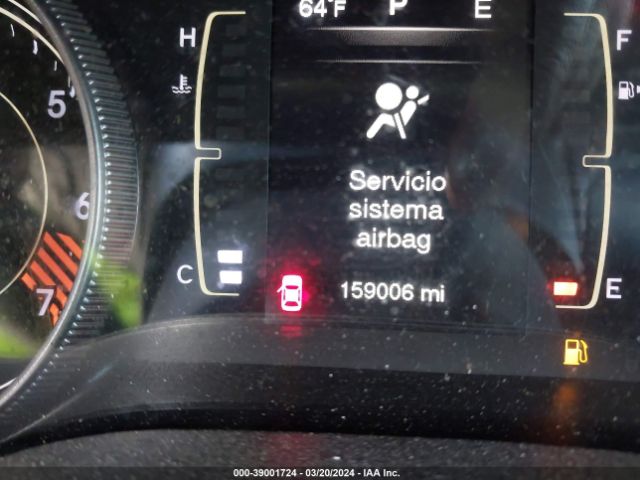 64°F P E
H F
5
6
Servicio
sistema
airbag
C 159006 mi E
7
000-39001724 - 03/20/2024 - IAA Inc.